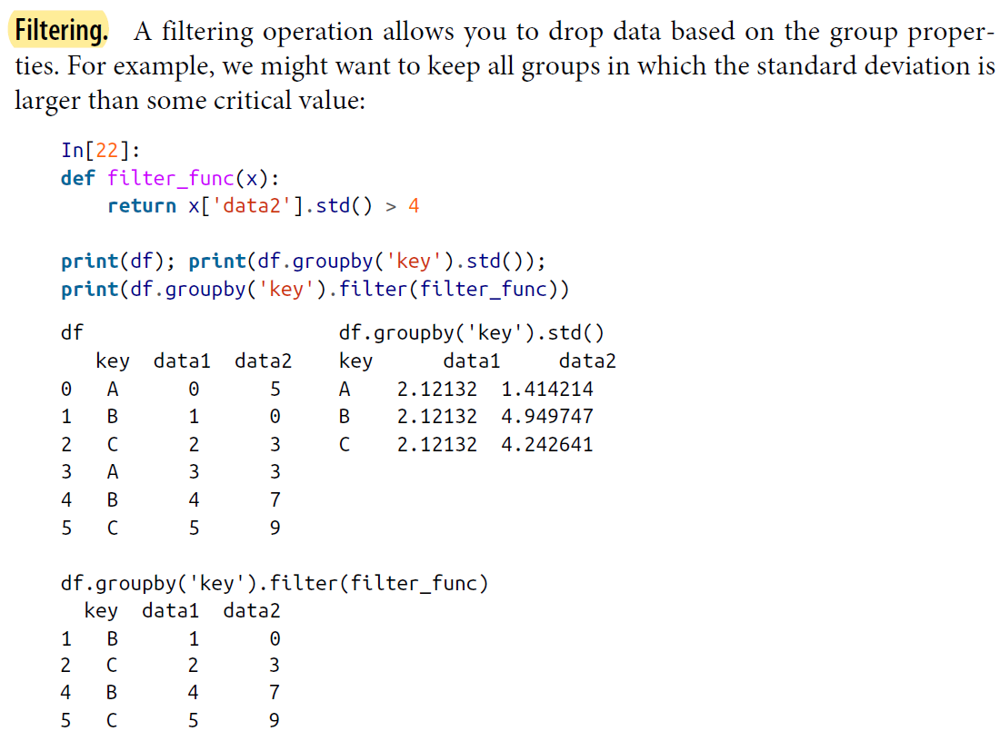 Filtering. A filtering operation allows you to drop data based on the group proper-
ties. For example, we might want to keep all groups in which the standard deviation is
larger than some critical value:
In[22]:
def filter_func(x):
    return x['data2'].std() > 4
print(df); print(df.groupby('key').std());
print(df.groupby('key').filter(filter_func))
df                      df.groupby('key').std()
   key  data1  data2    key      data1     data2
0   A      0      5     A    2.12132  1.414214
1   B      1      0     B    2.12132  4.949747
2   C      2      3     C    2.12132  4.242641
3   A      3      3
4   B      4      7
5   C      5      9
df.groupby('key').filter(filter_func)
  key  data1  data2
1   B      1      0
2   C      2      3
4   B      4      7
5   C      5      9